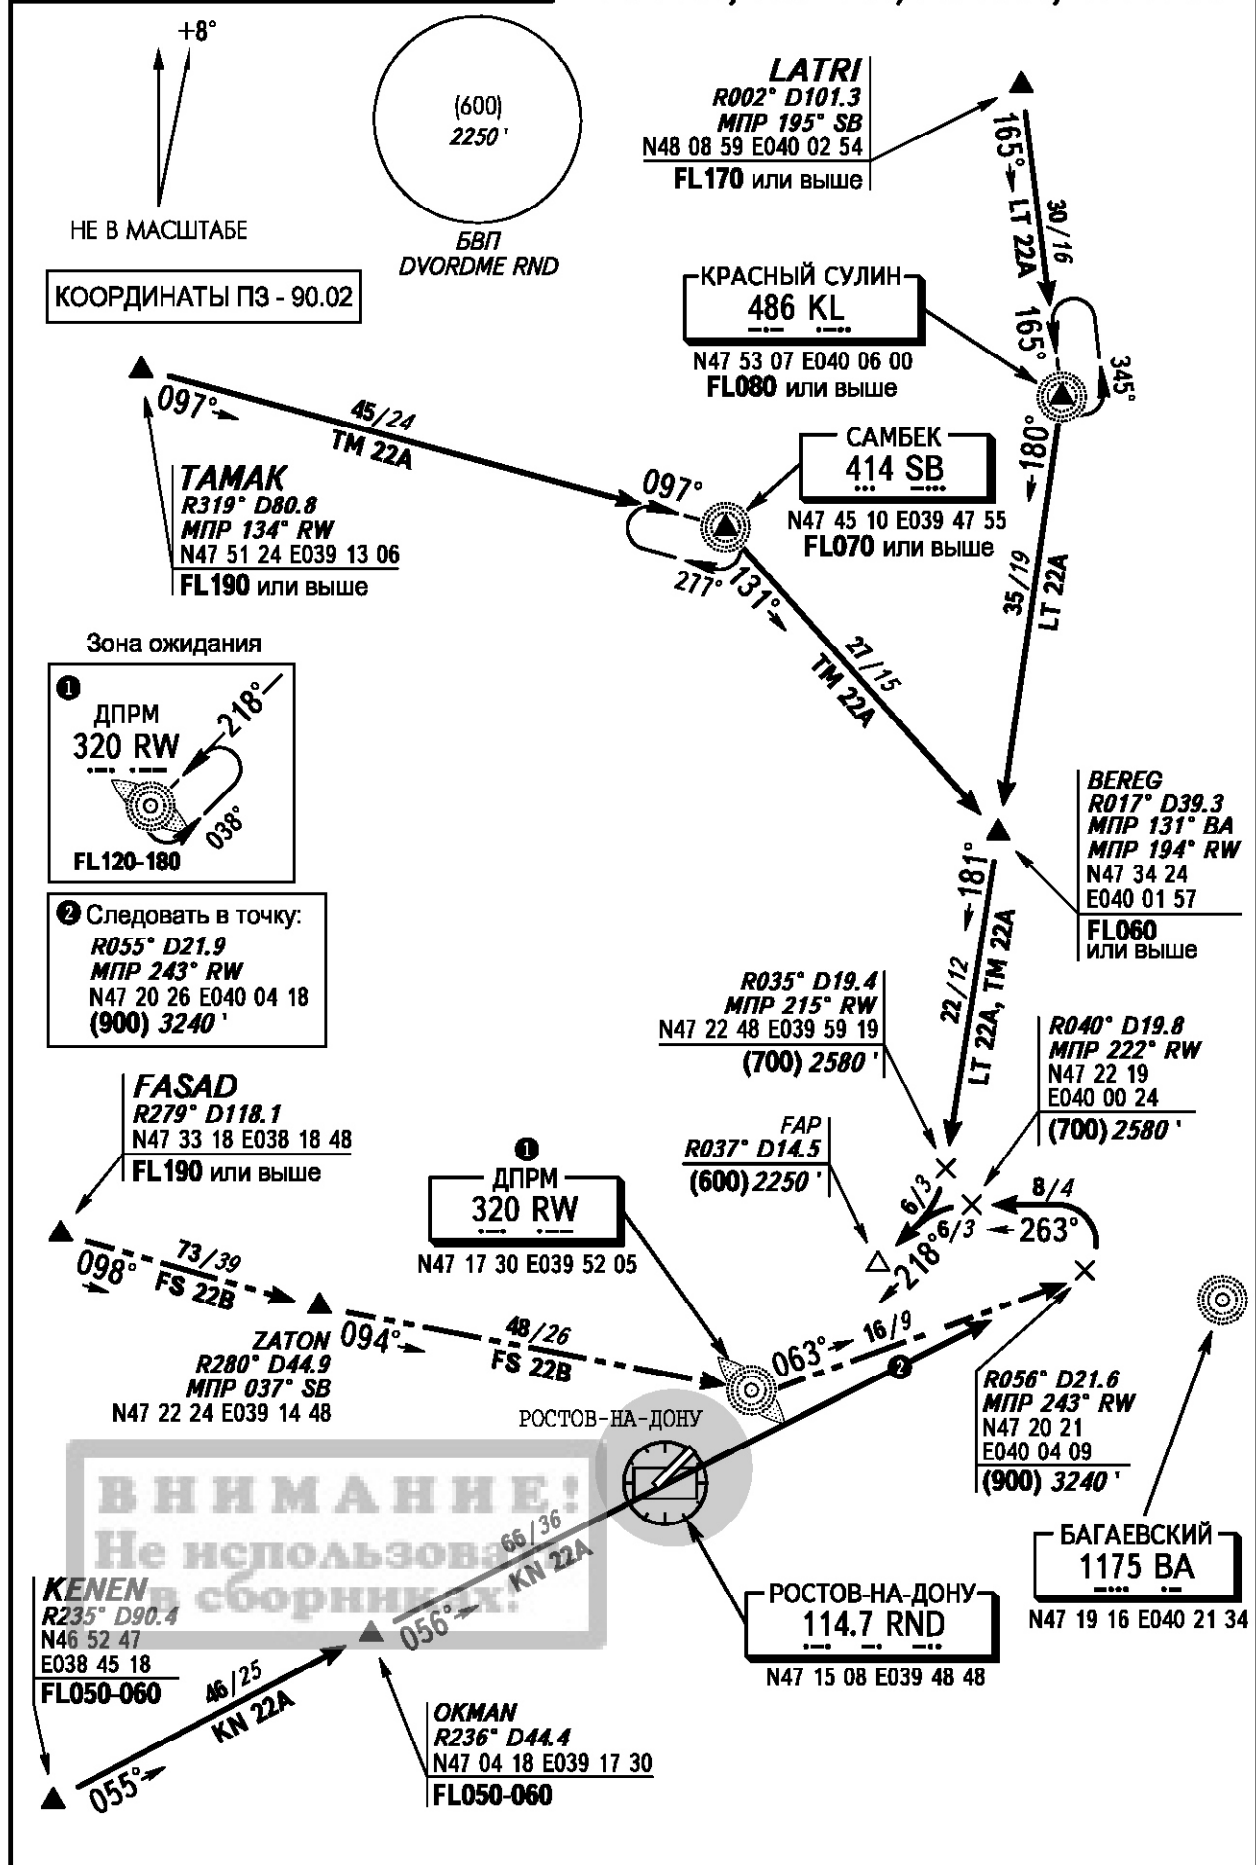 +8°
НЕ В МАСШТАБЕ
КООРДИНАТЫ ПЗ - 90.02
(600)
2250 '
БВП
DVORDME RND
LATRI
R002° D101.3
МПР 195° SB
N48 08 59 E040 02 54
FL170 или выше
165°
LT 22A
30/16
КРАСНЫЙ СУЛИН
486 KL
N47 53 07 E040 06 00
FL080 или выше
165°
345°
180°
35/19
LT 22A
097°
45/24
TM 22A
TAMAK
R319° D80.8
МПР 134° RW
N47 51 24 E039 13 06
FL190 или выше
САМБЕК
414 SB
N47 45 10 E039 47 55
FL070 или выше
097°
277°
131°
27/15
TM 22A
Зона ожидания
1
ДПРМ
320 RW
218°
038°
FL120-180
2 Следовать в точку:
R055° D21.9
МПР 243° RW
N47 20 26 E040 04 18
(900) 3240 '
BEREG
R017° D39.3
МПР 131° BA
МПР 194° RW
N47 34 24
E040 01 57
FL060
или выше
181°
22/12
LT 22A, TM 22A
R035° D19.4
МПР 215° RW
N47 22 48 E039 59 19
(700) 2580 '
R040° D19.8
МПР 222° RW
N47 22 19
E040 00 24
(700) 2580 '
FAP
R037° D14.5
(600) 2250 '
6/3
6/3
8/4
263°
218°
FASAD
R279° D118.1
N47 33 18 E038 18 48
FL190 или выше
1
ДПРМ
320 RW
N47 17 30 E039 52 05
098°
73/39
FS 22B
ZATON
R280° D44.9
МПР 037° SB
N47 22 24 E039 14 48
094°
48/26
FS 22B
063°
16/9
2
R056° D21.6
МПР 243° RW
N47 20 21
E040 04 09
(900) 3240 '
РОСТОВ-НА-ДОНУ
ВНИМАНИЕ!
Не использова
в сборниках!
66/36
KN 22A
056°
KENEN
R235° D90.4
N46 52 47
E038 45 18
FL050-060
46/25
KN 22A
055°
OKMAN
R236° D44.4
N47 04 18 E039 17 30
FL050-060
РОСТОВ-НА-ДОНУ
114.7 RND
N47 15 08 E039 48 48
БАГАЕВСКИЙ
1175 BA
N47 19 16 E040 21 34